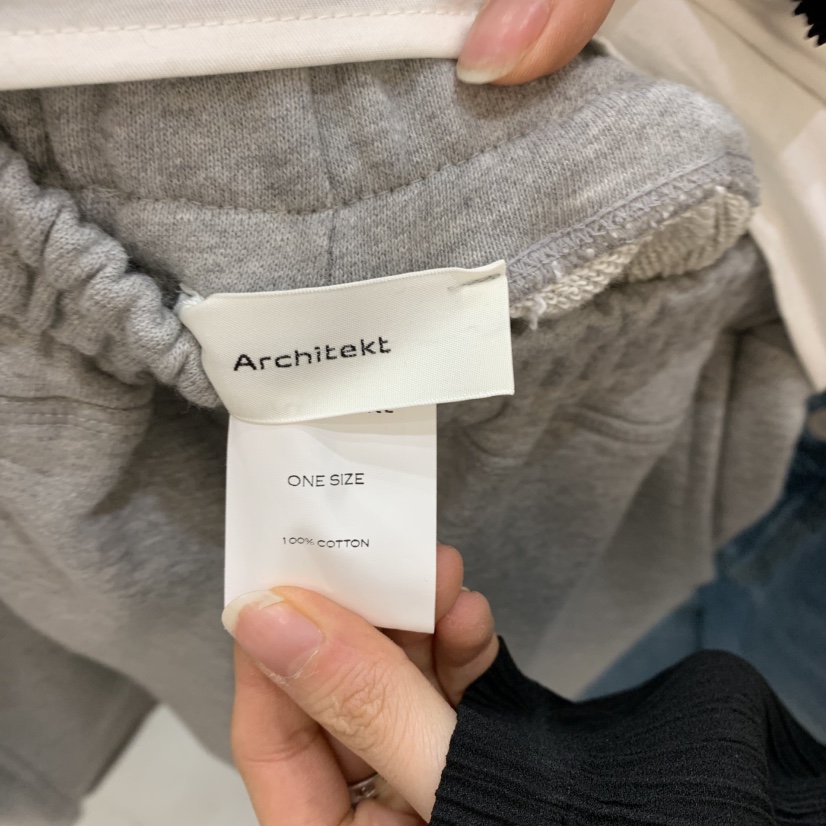 Architekt
ONE SIZE
100% COTTON